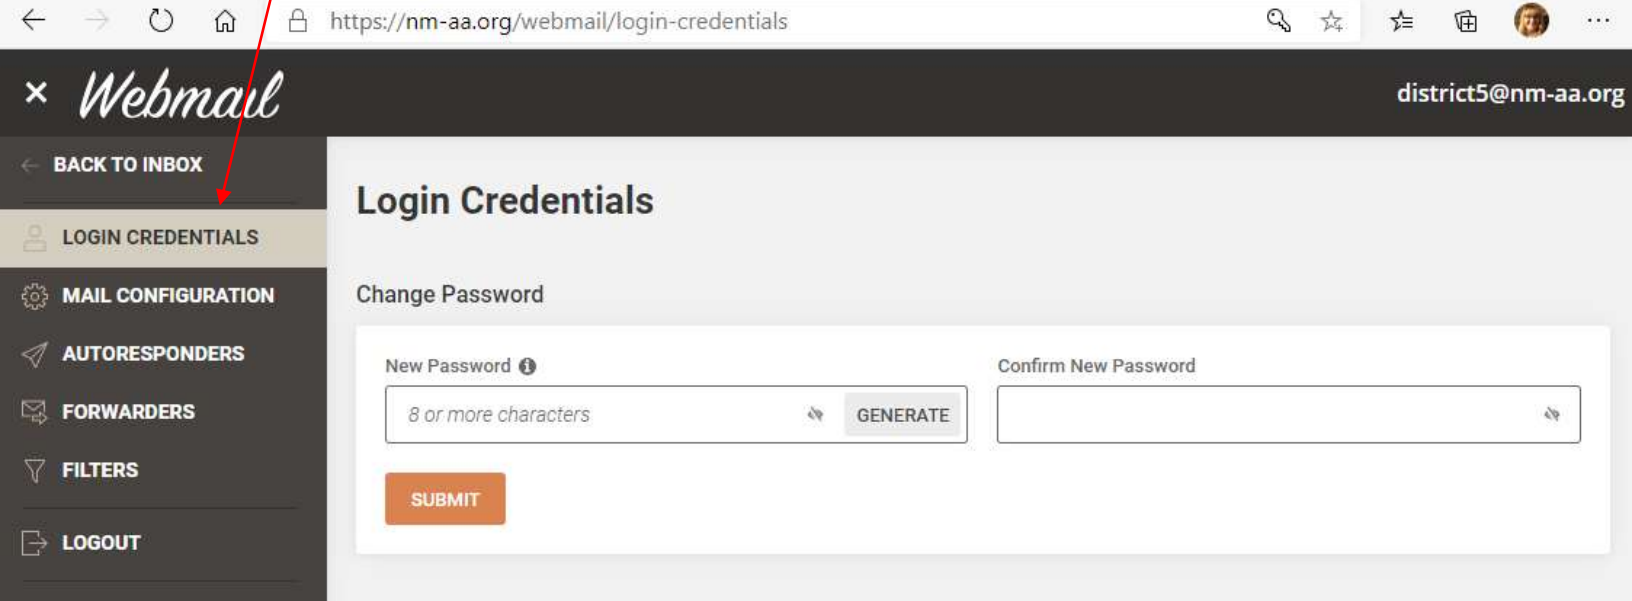 https://nm-aa.org/webmail/login-credentials
Webmail
district5@nm-aa.org
BACK TO INBOX
LOGIN CREDENTIALS
MAIL CONFIGURATION
AUTORESPONDERS
FORWARDERS
FILTERS
LOGOUT
Login Credentials
Change Password
New Password
8 or more characters
GENERATE
Confirm New Password
SUBMIT